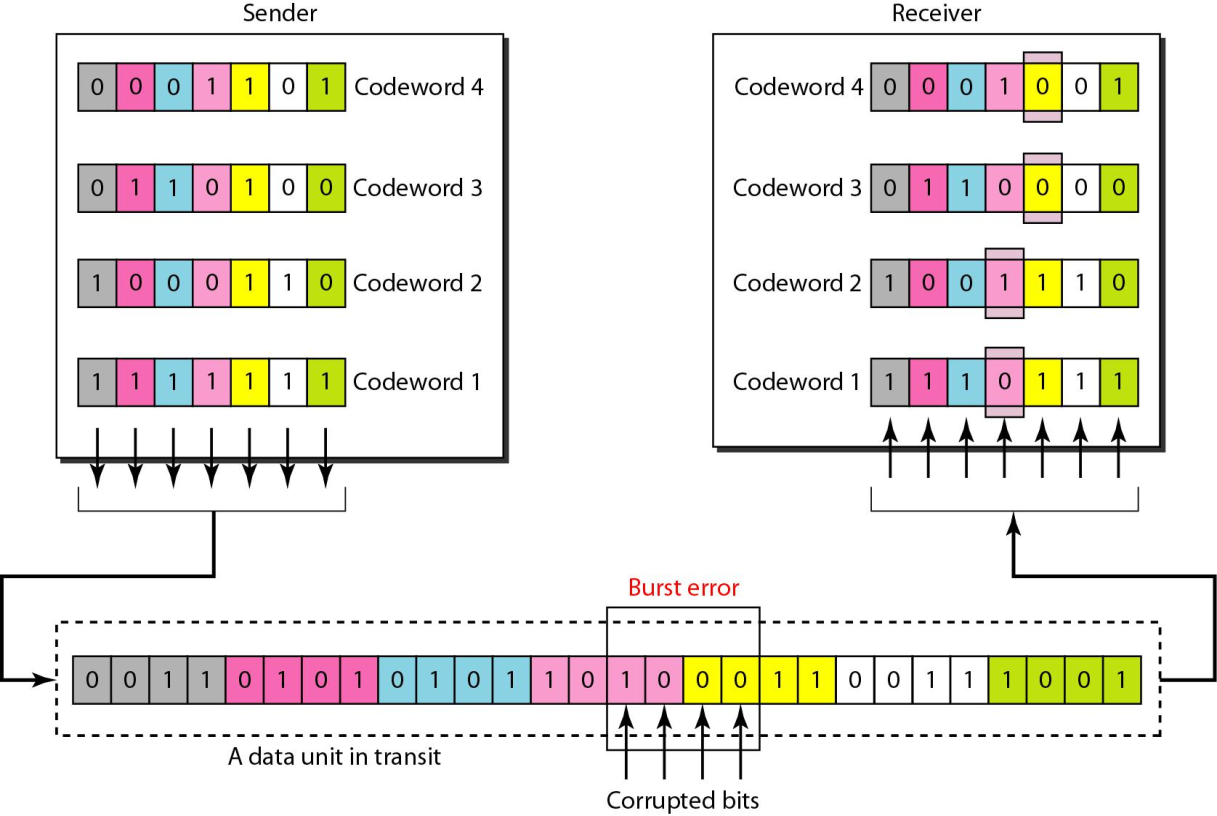 Sender
0 0 0 1 1 0 1 Codeword 4
0 1 1 0 1 0 0 Codeword 3
1 0 0 0 1 1 0 Codeword 2
1 1 1 1 1 1 1 Codeword 1
Receiver
Codeword 4 0 0 0 1 0 0 1
Codeword 3 0 1 1 0 0 0 0
Codeword 2 1 0 0 1 1 1 0
Codeword 1 1 1 1 0 1 1 1
Burst error
0 0 1 1 0 1 0 1 0 1 0 1 1 0 1 0 0 0 1 1 0 0 1 1 1 0 0 1
A data unit in transit
Corrupted bits